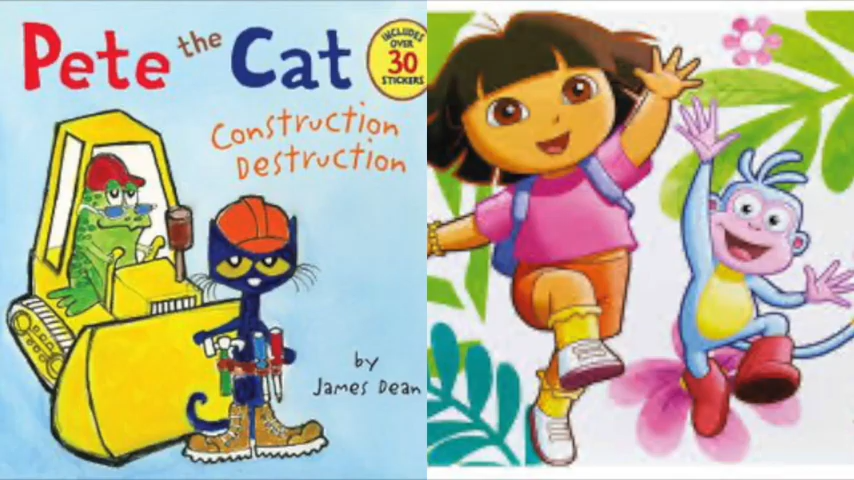 Pete the Cat
INCLUDES
OVER
30
STICKERS
Construction
Destruction
by
James Dean